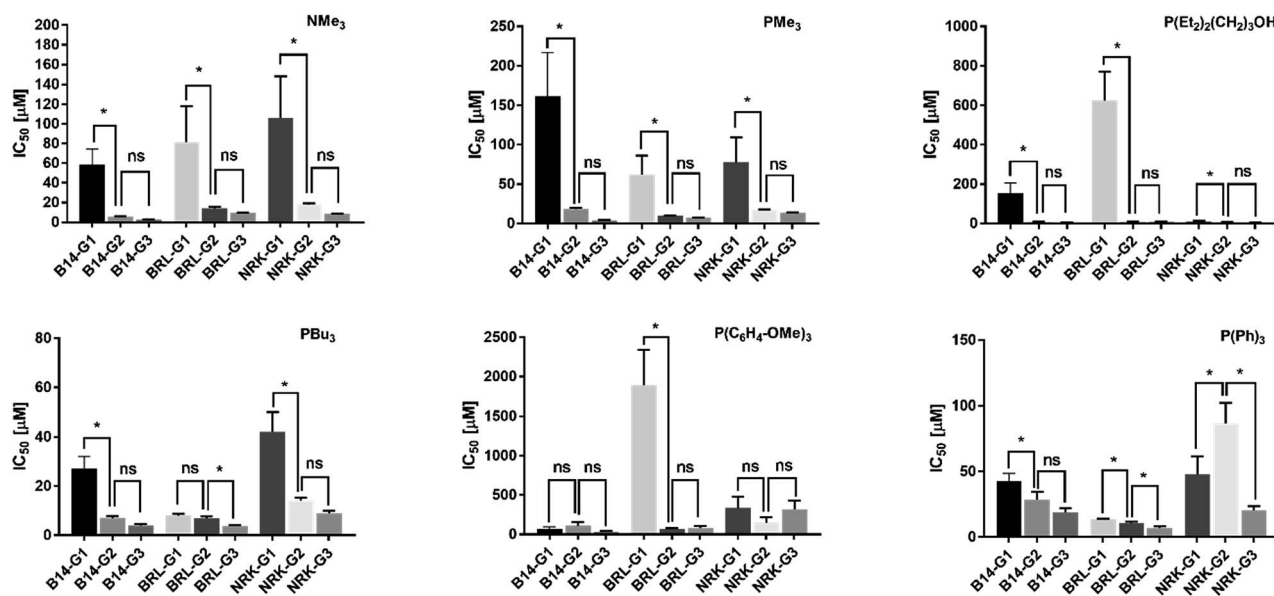 NMe3
IC50 [µM]
200
180
160
140
120
100
80
60
40
20
0
* ns * ns * ns
B14-G1 B14-G2 B14-G3 BRL-G1 BRL-G2 BRL-G3 NRK-G1 NRK-G2 NRK-G3
PMe3
IC50 [µM]
250
200
150
100
50
0
* ns * ns * ns
B14-G1 B14-G2 B14-G3 BRL-G1 BRL-G2 BRL-G3 NRK-G1 NRK-G2 NRK-G3
P(Et2)2(CH2)3OH
IC50 [µM]
1000
800
600
400
200
0
* ns * ns * ns
B14-G1 B14-G2 B14-G3 BRL-G1 BRL-G2 BRL-G3 NRK-G1 NRK-G2 NRK-G3
PBu3
IC50 [µM]
80
60
40
20
0
* ns ns * * ns
B14-G1 B14-G2 B14-G3 BRL-G1 BRL-G2 BRL-G3 NRK-G1 NRK-G2 NRK-G3
P(C6H4-OMe)3
IC50 [µM]
2500
2000
1500
1000
500
0
ns ns * ns ns ns
B14-G1 B14-G2 B14-G3 BRL-G1 BRL-G2 BRL-G3 NRK-G1 NRK-G2 NRK-G3
P(Ph)3
IC50 [µM]
150
100
50
0
* ns * * * *
B14-G1 B14-G2 B14-G3 BRL-G1 BRL-G2 BRL-G3 NRK-G1 NRK-G2 NRK-G3